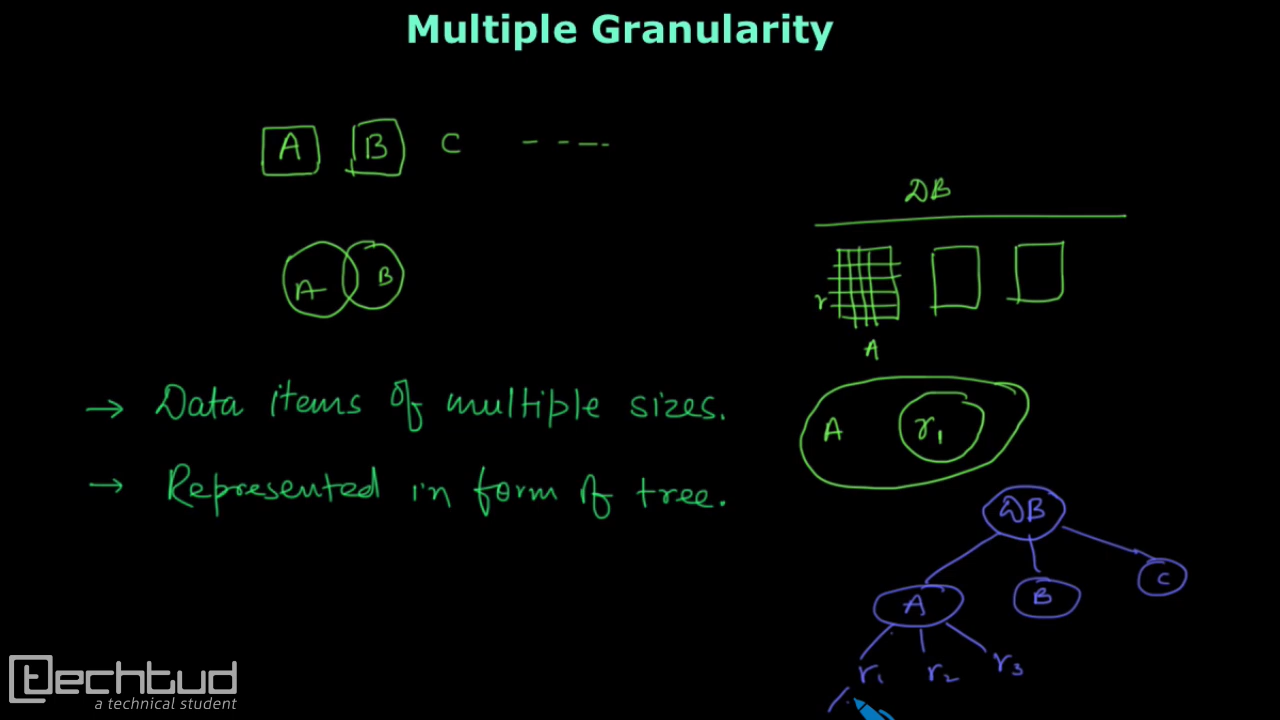 Multiple Granularity
A B C - - - -
DB
A B
r
A
→ Data items of multiple sizes.
A r1
→ Represented in form of tree.
DB
A B C
r1 r2 r3
techtud
a technical student